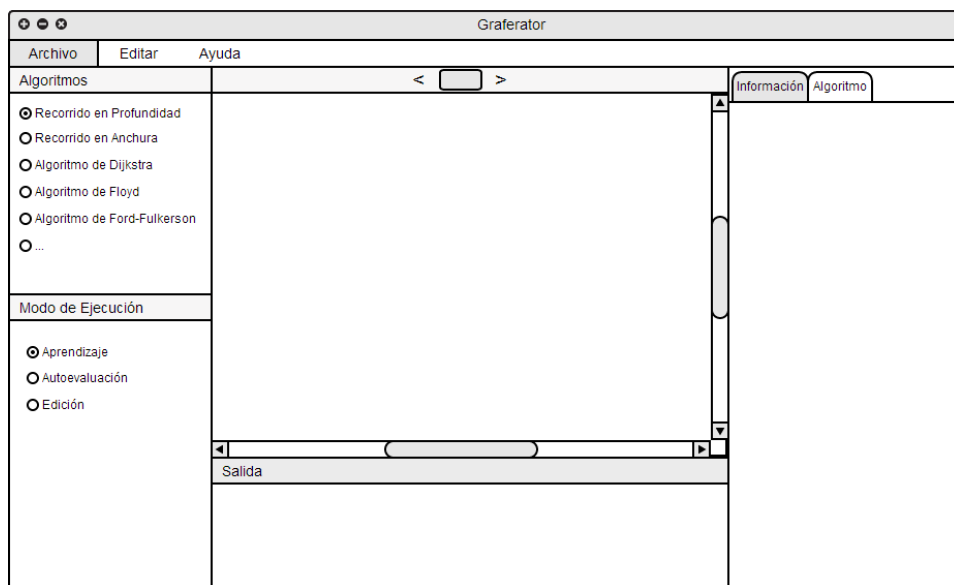 Graferator
Archivo Editar Ayuda
Algoritmos
< >
Información Algoritmo
Recorrido en Profundidad
Recorrido en Anchura
Algoritmo de Dijkstra
Algoritmo de Floyd
Algoritmo de Ford-Fulkerson
...
Modo de Ejecución
Aprendizaje
Autoevaluación
Edición
Salida